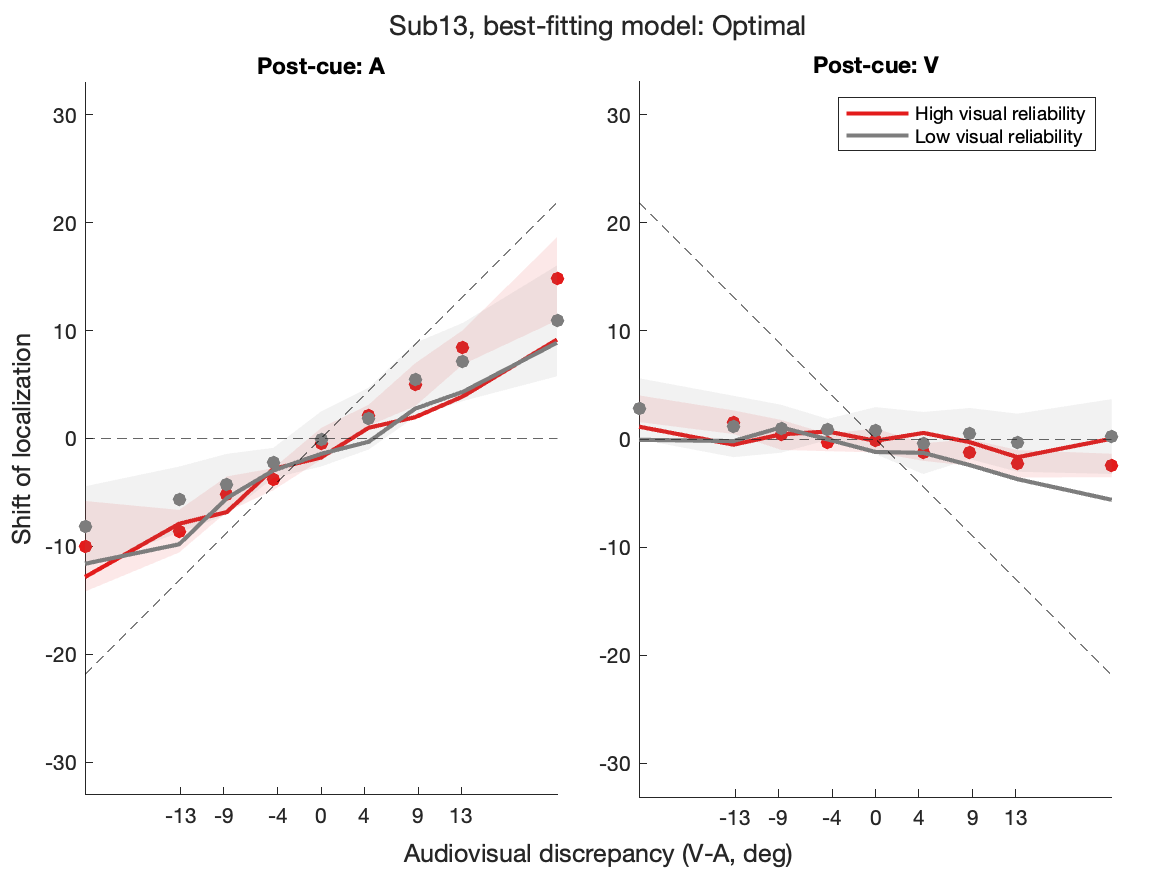 Sub13, best-fitting model: Optimal
Post-cue: A
Post-cue: V
High visual reliability
Low visual reliability
Shift of localization
30
20
10
0
-10
-20
-30
-13 -9 -4 0 4 9 13
30
20
10
0
-10
-20
-30
-13 -9 -4 0 4 9 13
Audiovisual discrepancy (V-A, deg)